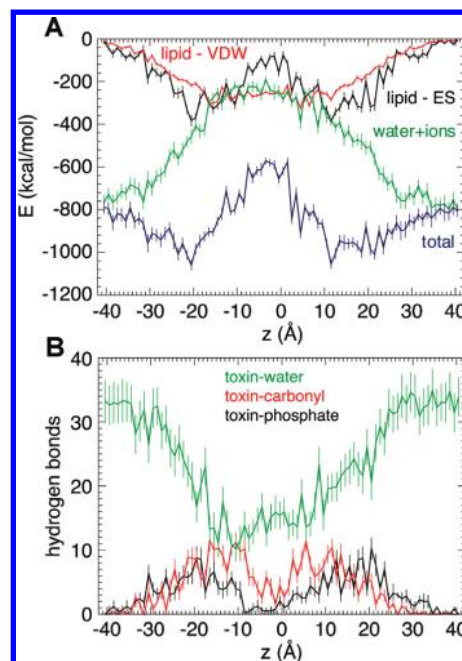 A
0
-200
-400
-600
-800
-1000
-1200
E (kcal/mol)
lipid - VDW
lipid - ES
water+ions
total
-40 -30 -20 -10 0 10 20 30 40
z (Å)
B
40
30
20
10
0
hydrogen bonds
toxin-water
toxin-carbonyl
toxin-phosphate
-40 -30 -20 -10 0 10 20 30 40
z (Å)